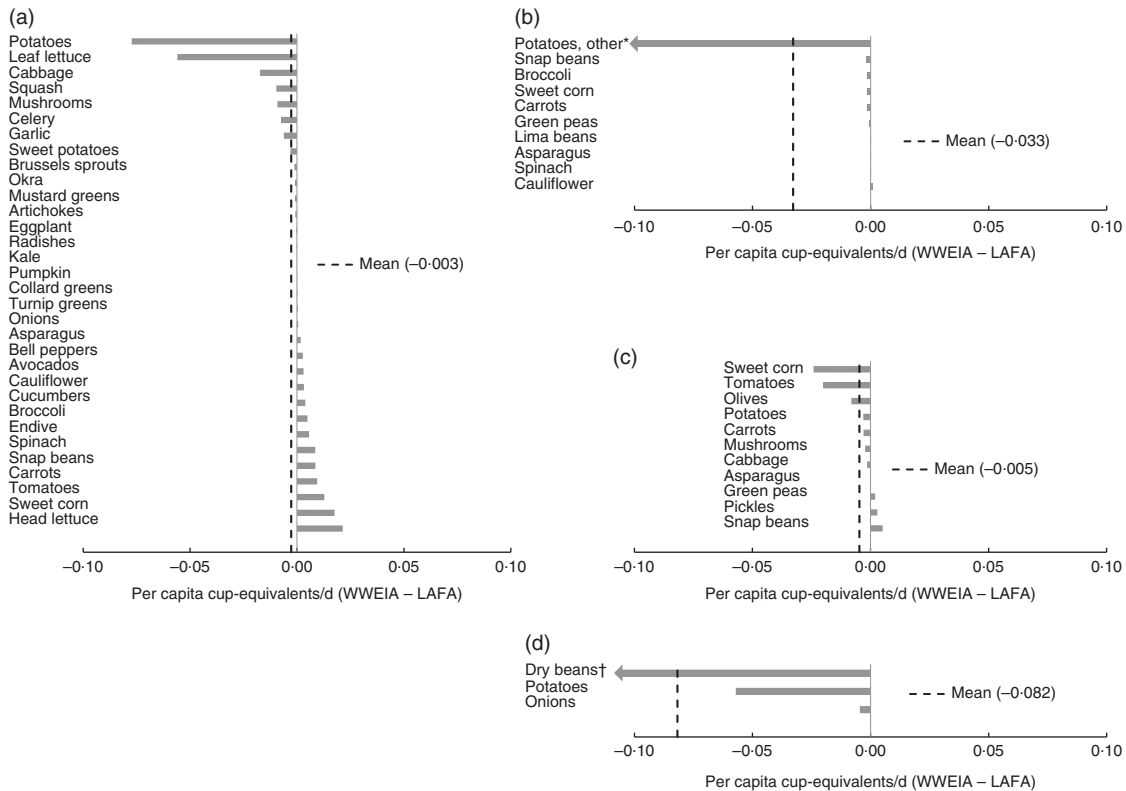 (a)
Potatoes
Leaf lettuce
Cabbage
Squash
Mushrooms
Celery
Garlic
Sweet potatoes
Brussels sprouts
Okra
Mustard greens
Artichokes
Eggplant
Radishes
Kale
Pumpkin
Collard greens
Turnip greens
Onions
Asparagus
Bell peppers
Avocados
Cauliflower
Cucumbers
Broccoli
Endive
Spinach
Snap beans
Carrots
Tomatoes
Sweet corn
Head lettuce
Mean (–0·003)
–0·10 –0·05 0·00 0·05 0·10
Per capita cup-equivalents/d (WWEIA – LAFA)
(b)
Potatoes, other*
Snap beans
Broccoli
Sweet corn
Carrots
Green peas
Lima beans
Asparagus
Spinach
Cauliflower
Mean (–0·033)
–0·10 –0·05 0·00 0·05 0·10
Per capita cup-equivalents/d (WWEIA – LAFA)
(c)
Sweet corn
Tomatoes
Olives
Potatoes
Carrots
Mushrooms
Cabbage
Asparagus
Green peas
Pickles
Snap beans
Mean (–0·005)
–0·10 –0·05 0·00 0·05 0·10
Per capita cup-equivalents/d (WWEIA – LAFA)
(d)
Dry beans†
Potatoes
Onions
Mean (–0·082)
–0·10 –0·05 0·00 0·05 0·10
Per capita cup-equivalents/d (WWEIA – LAFA)